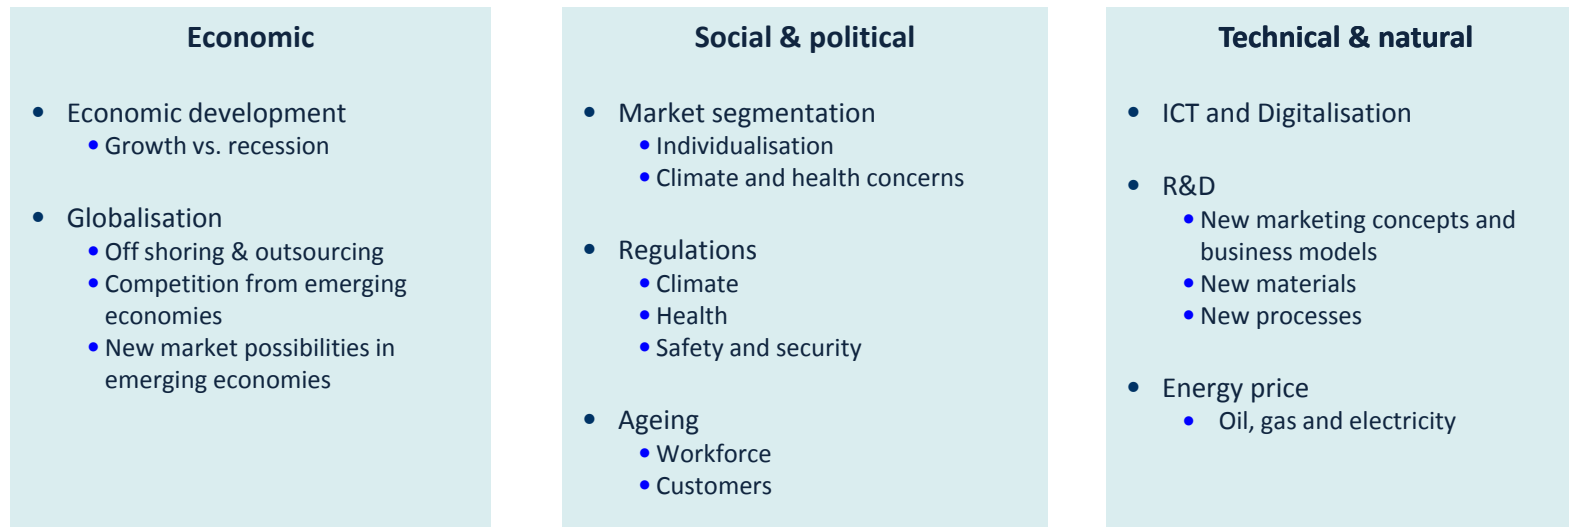 Economic
• Economic development
• Growth vs. recession
• Globalisation
• Off shoring & outsourcing
• Competition from emerging
economies
• New market possibilities in
emerging economies
Social & political
• Market segmentation
• Individualisation
• Climate and health concerns
• Regulations
• Climate
• Health
• Safety and security
• Ageing
• Workforce
• Customers
Technical & natural
• ICT and Digitalisation
• R&D
• New marketing concepts and
business models
• New materials
• New processes
• Energy price
• Oil, gas and electricity